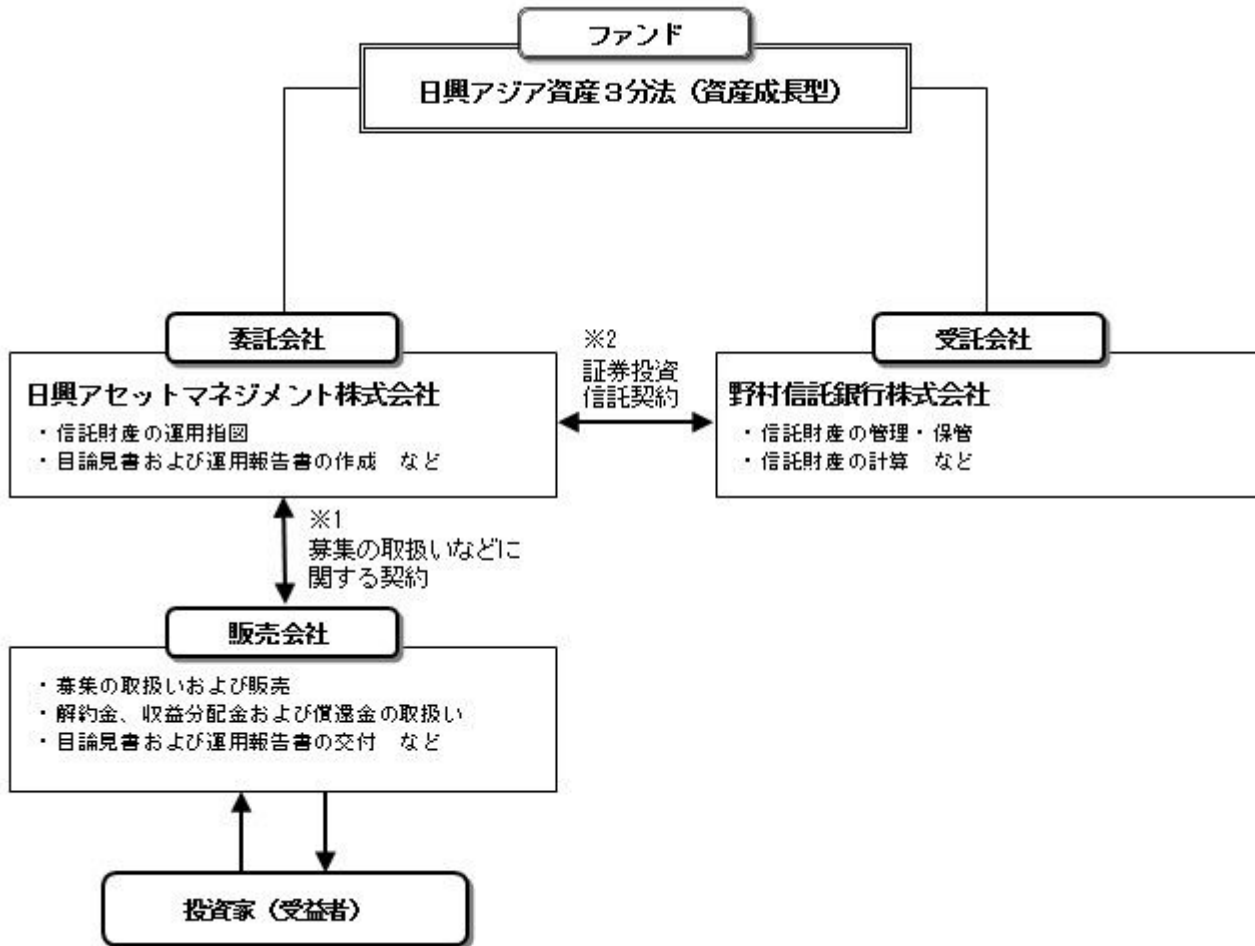 ファンド
日興アジア資産3分法（資産成長型）
委託会社
日興アセットマネジメント株式会社
・信託財産の運用指図
・目論見書および運用報告書の作成　など
※2
証券投資
信託契約
受託会社
野村信託銀行株式会社
・信託財産の管理・保管
・信託財産の計算　など
※1
募集の取扱いなどに
関する契約
販売会社
・募集の取扱いおよび販売
・解約金、収益分配金および償還金の取扱い
・目論見書および運用報告書の交付　など
投資家（受益者）